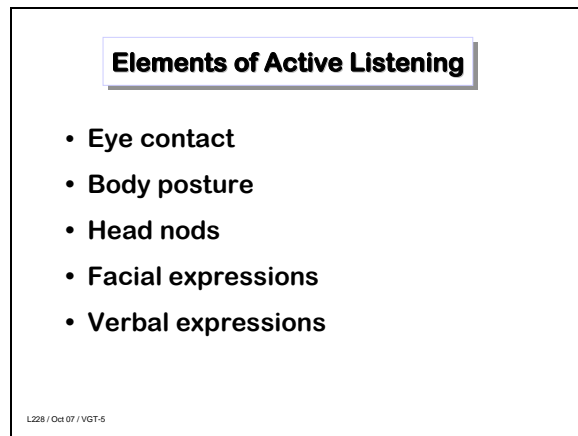 Elements of Active Listening
• Eye contact
• Body posture
• Head nods
• Facial expressions
• Verbal expressions
L228 / Oct 07 / VGT-5